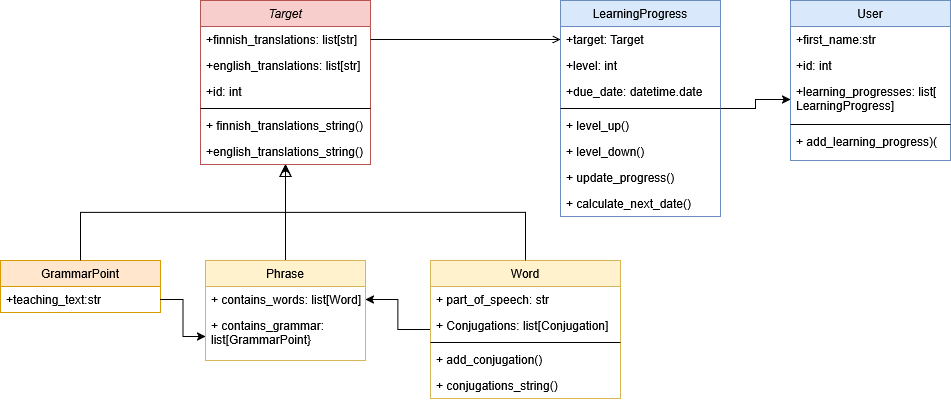 Target
+finnish_translations: list[str]
+english_translations: list[str]
+id: int
+ finnish_translations_string()
+english_translations_string()
LearningProgress
+target: Target
+level: int
+due_date: datetime.date
+ level_up()
+ level_down()
+ update_progress()
+ calculate_next_date()
User
+first_name:str
+id: int
+learning_progresses: list[
LearningProgress]
+ add_learning_progress)(
GrammarPoint
+teaching_text:str
Phrase
+ contains_words: list[Word]
+ contains_grammar:
list[GrammarPoint}
Word
+ part_of_speech: str
+ Conjugations: list[Conjugation]
+ add_conjugation()
+ conjugations_string()